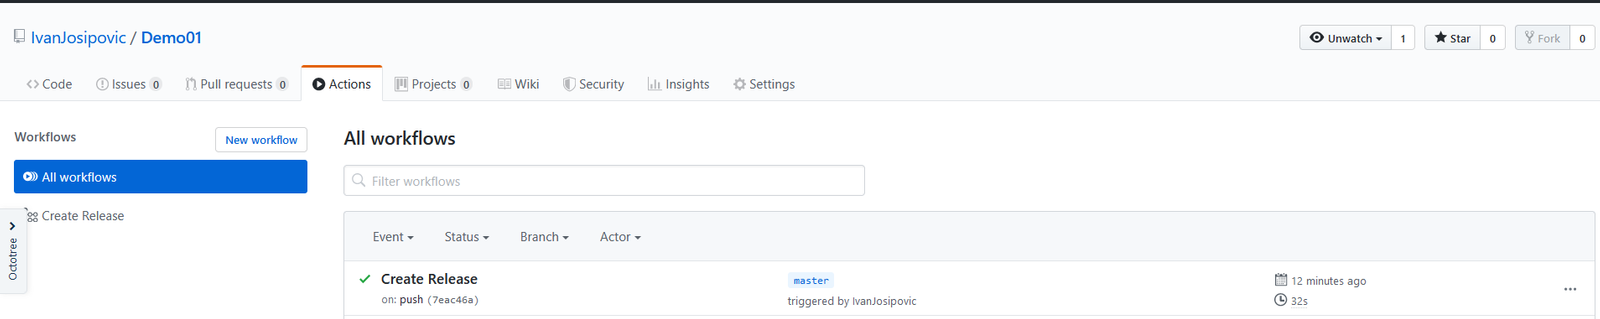 IvanJosipovic / Demo01
Unwatch 1 Star 0 Fork 0
Code Issues 0 Pull requests 0 Actions Projects 0 Wiki Security Insights Settings
Workflows
New workflow
All workflows
Create Release
Octotree
All workflows
Filter workflows
Event Status Branch Actor
Create Release master 12 minutes ago
on: push (7eac46a) triggered by IvanJosipovic 32s